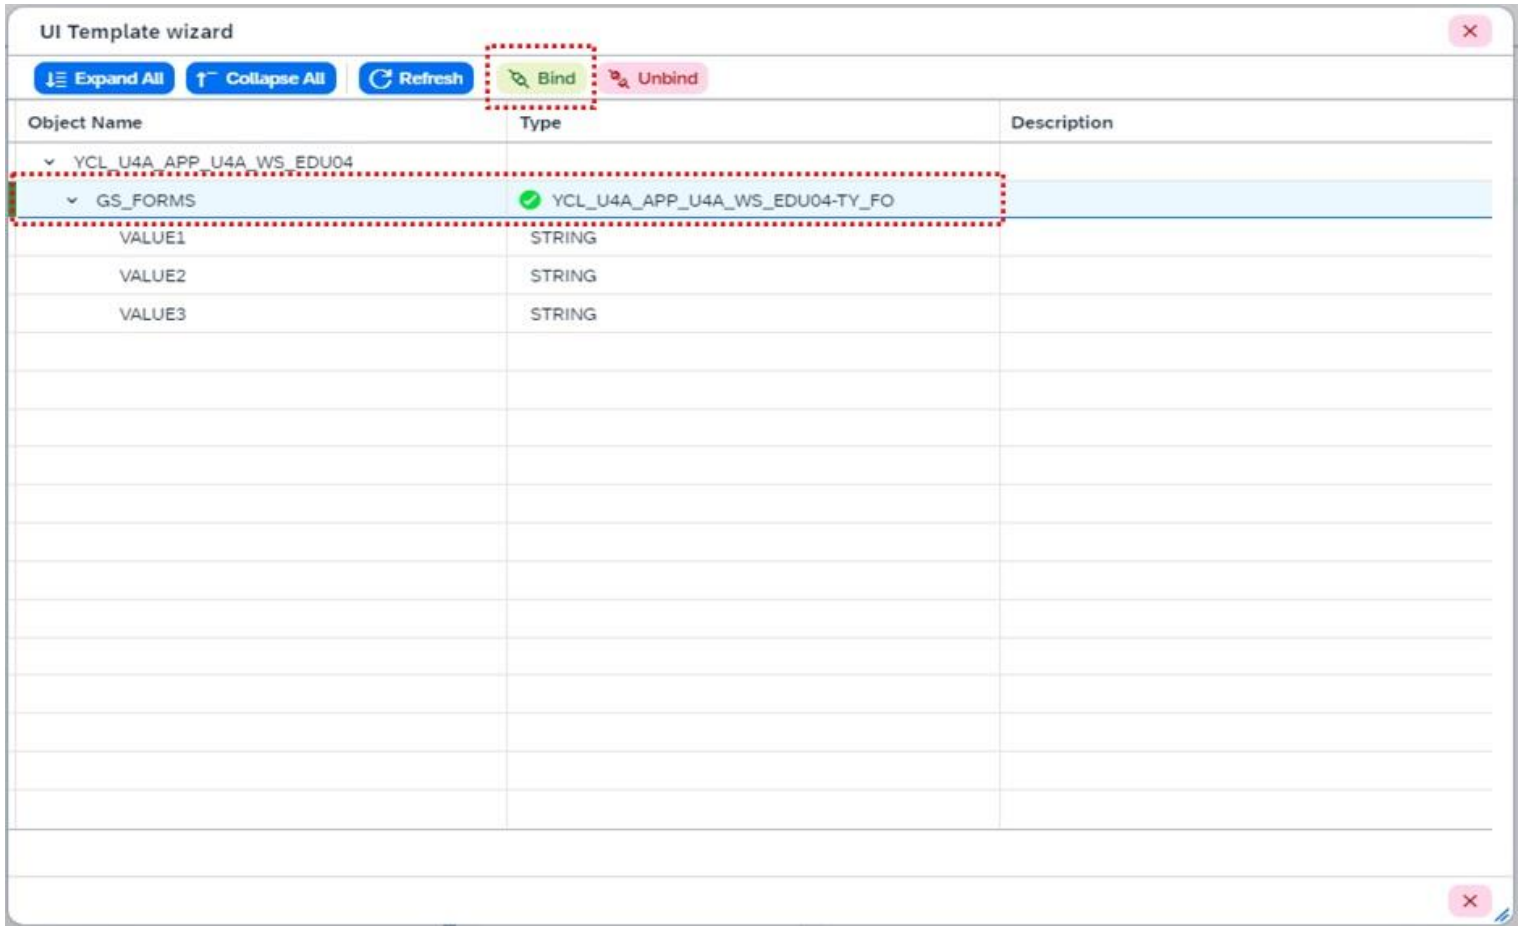 UI Template wizard
Expand All Collapse All Refresh Bind Unbind
Object Name Type Description
YCL_U4A_APP_U4A_WS_EDU04
GS_FORMS YCL_U4A_APP_U4A_WS_EDU04-TY_FO
VALUE1 STRING
VALUE2 STRING
VALUE3 STRING